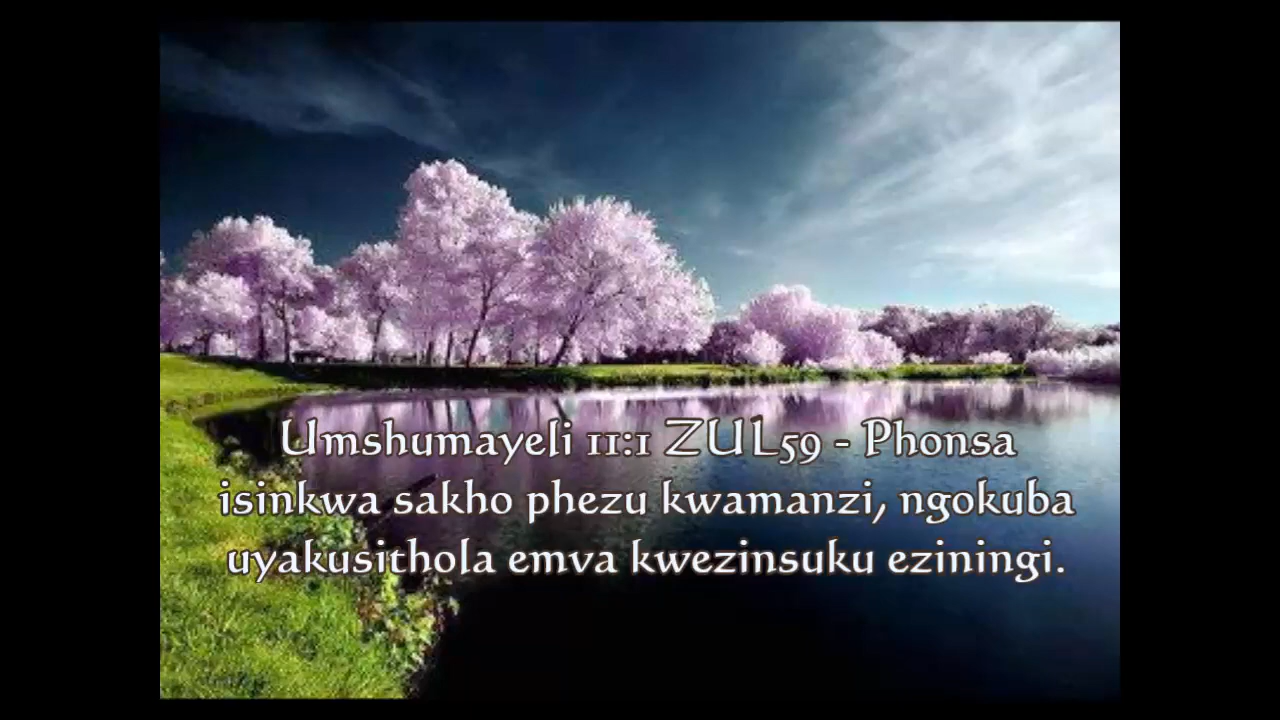 Umshumayeli 11:1 ZUL59 - Phonsa
isinkwa sakho phezu kwamanzi, ngokuba
uyakusithola emva kwezinsuku eziningi.